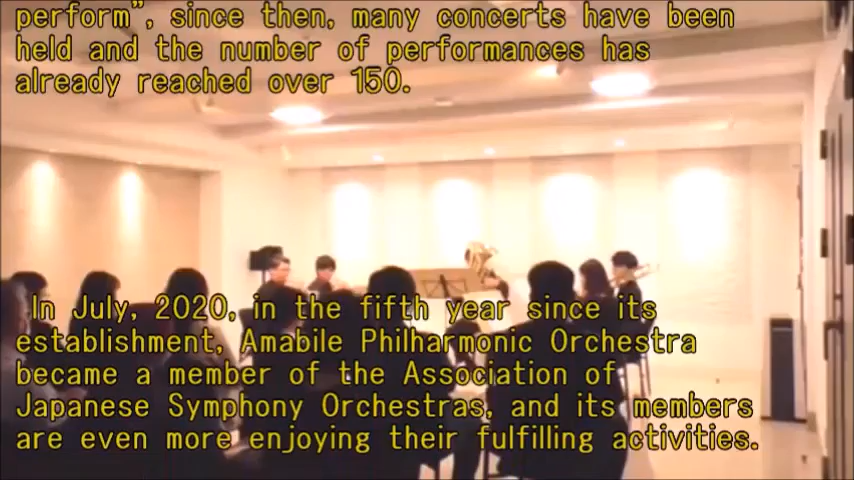 perform”, since then, many concerts have been
held and the number of performances has
already reached over 150.
In July, 2020, in the fifth year since its
establishment, Amabile Philharmonic Orchestra
became a member of the Association of
Japanese Symphony Orchestras, and its members
are even more enjoying their fulfilling activities.